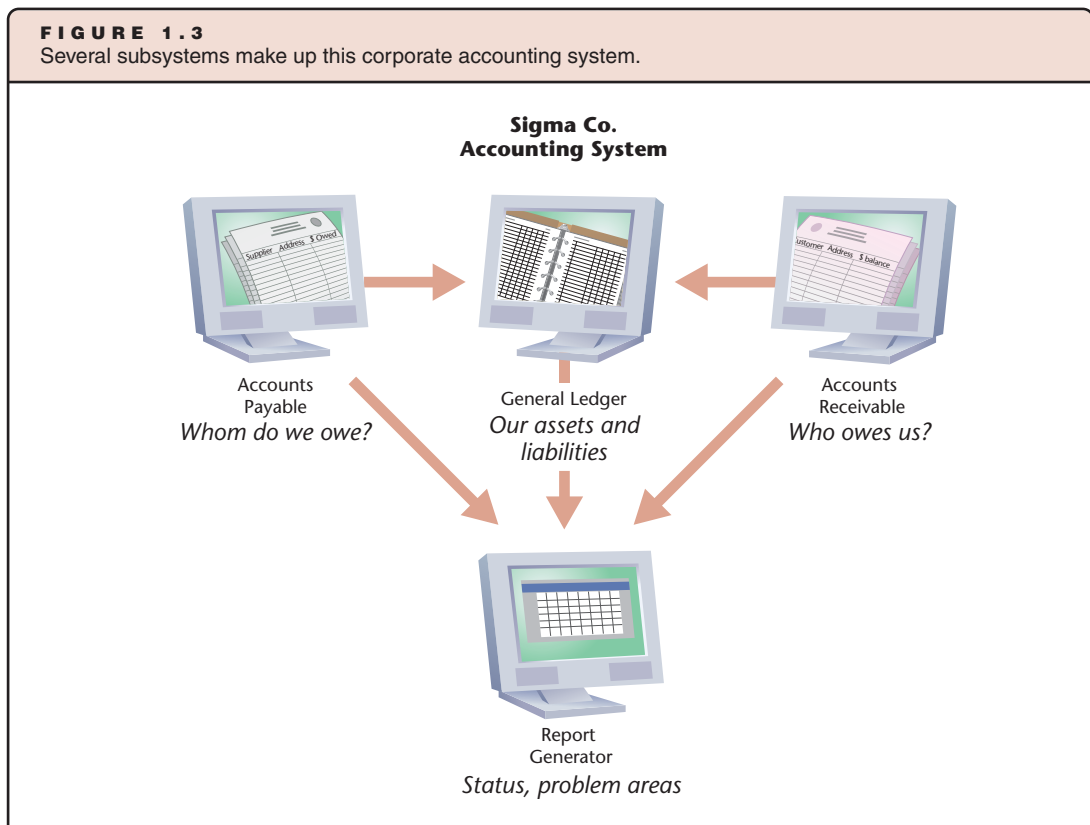 FIGURE 1.3
Several subsystems make up this corporate accounting system.
Sigma Co.
Accounting System
Supplier Address $ Owed
ustomer Address $ balance
Accounts
Payable
Whom do we owe?
General Ledger
Our assets and
liabilities
Accounts
Receivable
Who owes us?
Report
Generator
Status, problem areas